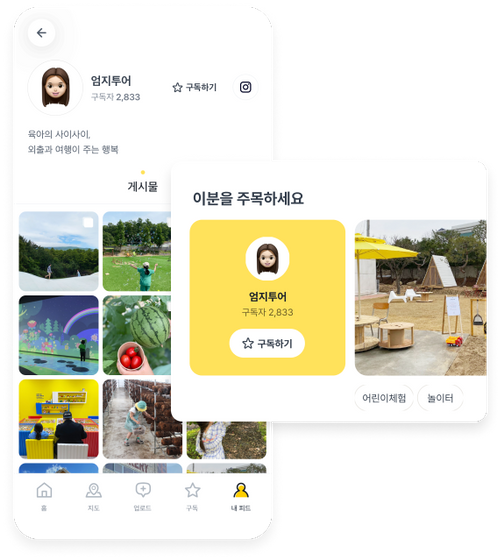 엄지투어
구독자 2,833
구독하기
육아의 사이사이,
외출과 여행이 주는 행복
게시물
이분을 주목하세요
엄지투어
구독자 2,833
구독하기
어린이체험
놀이터
홈
지도
업로드
구독
내 피드